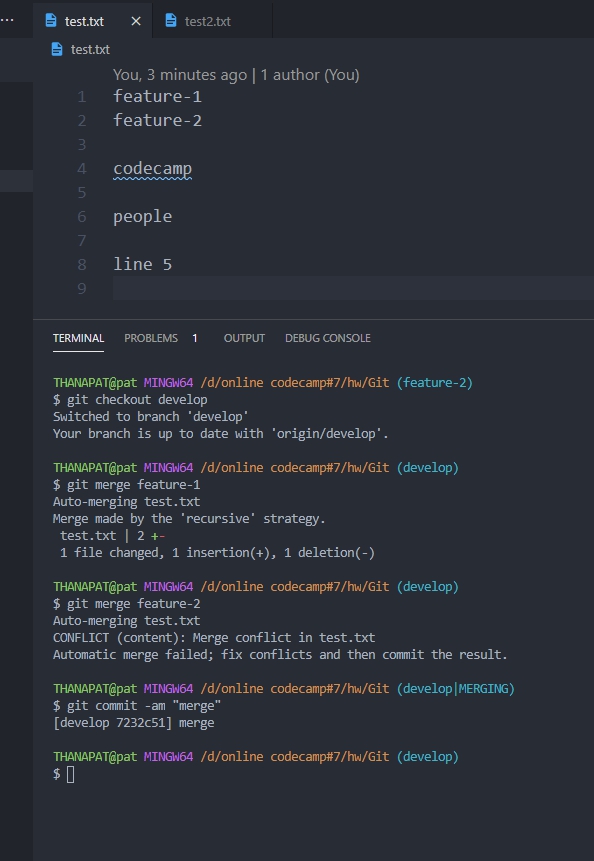 ···
test.txt ×
test2.txt
test.txt
You, 3 minutes ago | 1 author (You)
1 feature-1
2 feature-2
3
4 codecamp
5
6 people
7
8 line 5
9
TERMINAL PROBLEMS 1 OUTPUT DEBUG CONSOLE
THANAPAT@pat MINGW64 /d/online codecamp#7/hw/Git (feature-2)
$ git checkout develop
Switched to branch 'develop'
Your branch is up to date with 'origin/develop'.
THANAPAT@pat MINGW64 /d/online codecamp#7/hw/Git (develop)
$ git merge feature-1
Auto-merging test.txt
Merge made by the 'recursive' strategy.
test.txt | 2 +-
1 file changed, 1 insertion(+), 1 deletion(-)
THANAPAT@pat MINGW64 /d/online codecamp#7/hw/Git (develop)
$ git merge feature-2
Auto-merging test.txt
CONFLICT (content): Merge conflict in test.txt
Automatic merge failed; fix conflicts and then commit the result.
THANAPAT@pat MINGW64 /d/online codecamp#7/hw/Git (develop|MERGING)
$ git commit -am "merge"
[develop 7232c51] merge
THANAPAT@pat MINGW64 /d/online codecamp#7/hw/Git (develop)
$